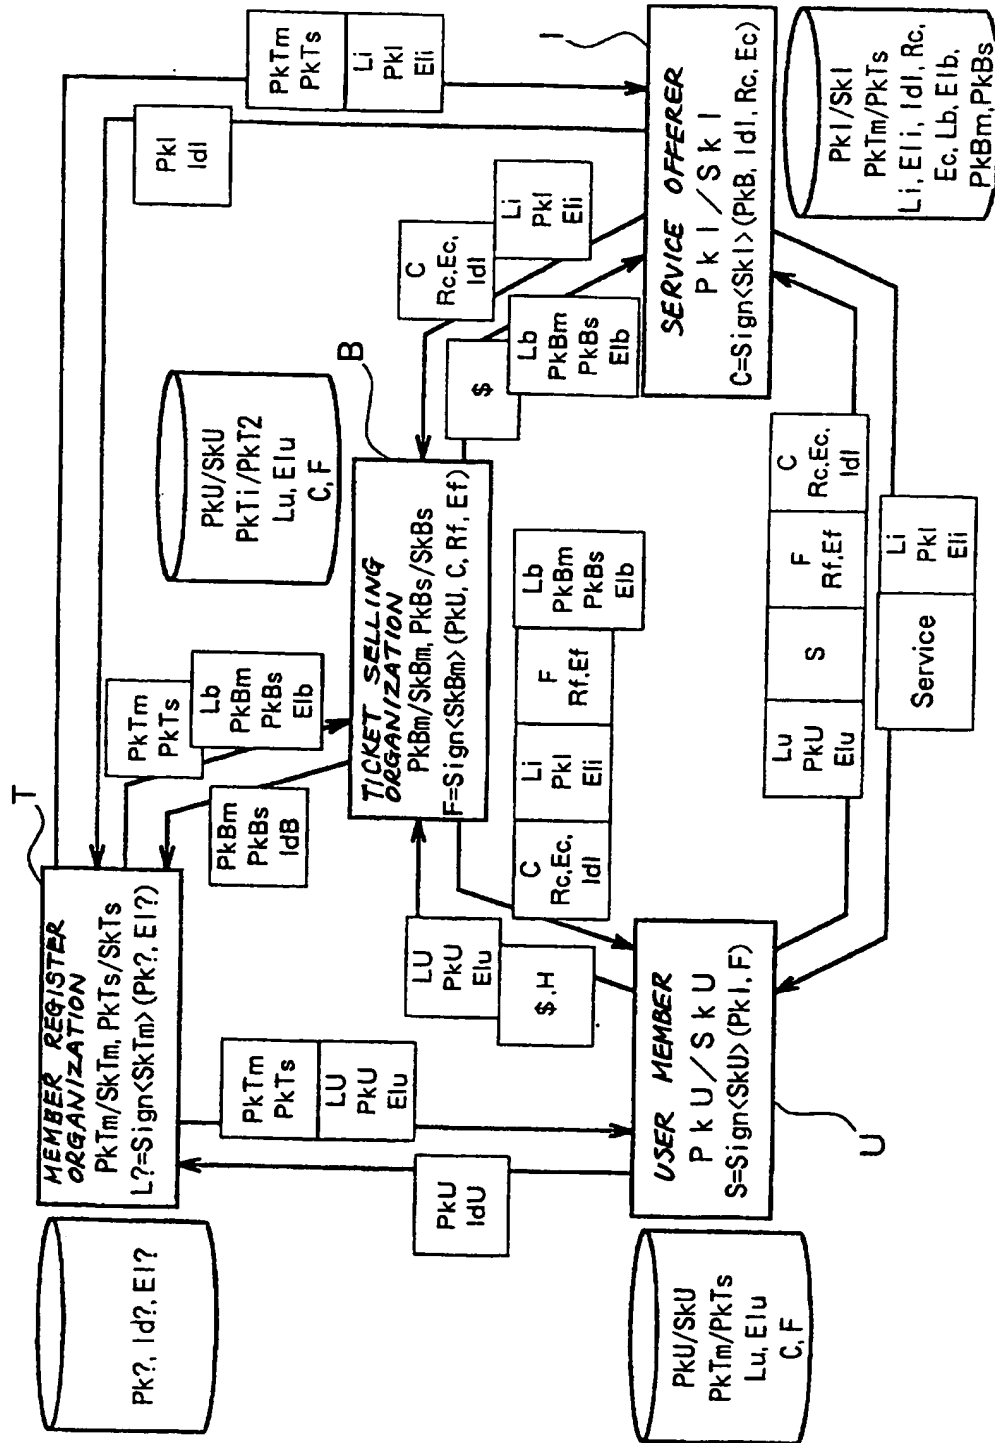 T
MEMBER REGISTER
ORGANIZATION
PkTm/SkTm, PkTs/SkTs
L?=Sign<SkTm>(Pk?, El?)
Pk?, Id?, El?
PkTm
PkTs
Li
PkI
Eli
PkI
IdI
PkTm
PkTs
Lb
PkBm
PkBs
Elb
PkBm
PkBs
IdB
PkTm
PkTs
LU
PkU
Elu
PkU
IdU
B
TICKET SELLING
ORGANIZATION
PkBm/SkBm, PkBs/SkBs
F=Sign<SkBm>(PkU, C, Rf, Ef)
PkU/SkU
PkTi/PkT2
Lu, Elu
C, F
C
Rc, Ec,
IdI
Li
PkI
Eli
$
Lb
PkBm
PkBs
Elb
LU
PkU
Elu
$, H
C
Rc, Ec,
IdI
Li
PkI
Eli
F
Rf, Ef
Lb
PkBm
PkBs
Elb
U
USER MEMBER
PkU/SkU
S=Sign<SkU>(PkI, F)
PkU/SkU
PkTm/PkTs
Lu, Elu
C, F
I
SERVICE OFFERER
PkI/SkI
C=Sign<SkI>(PkB, IdI, Rc, Ec)
PkI/SkI
PkTm/PkTs
Li, Eli, IdI, Rc,
Ec, Lb, Elb,
PkBm, PkBs
Lu
PkU
Elu
S
F
Rf, Ef
C
Rc, Ec,
IdI
Service
Li
PkI
Eli